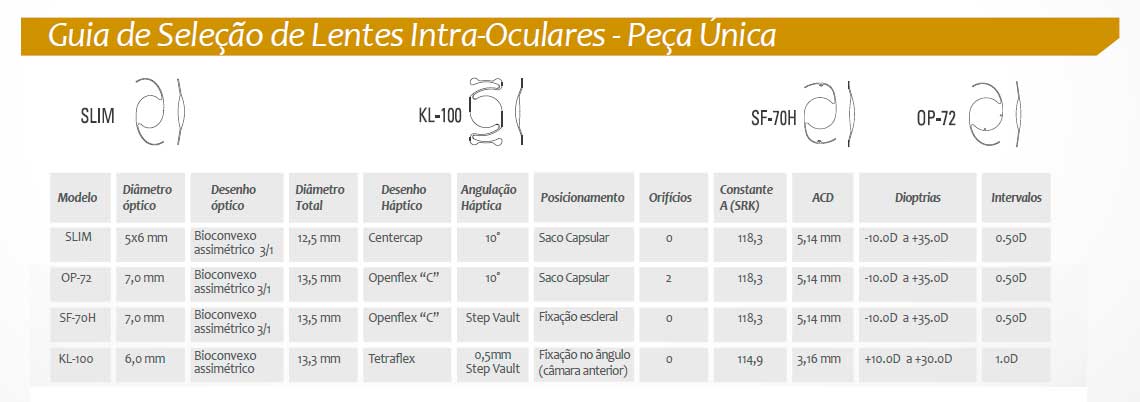 Guia de Seleção de Lentes Intra-Oculares - Peça Única
SLIM
KL-100
SF-70H
OP-72
Modelo Diâmetro óptico Desenho óptico Diâmetro Total Desenho Háptico Angulação Háptica Posicionamento Orifícios Constante A (SRK) ACD Dioptrias Intervalos
SLIM 5x6 mm Bioconvexo assimétrico 3/1 12,5 mm Centercap 10° Saco Capsular 0 118,3 5,14 mm -10.0D a +35.0D 0.50D
OP-72 7,0 mm Bioconvexo assimétrico 3/1 13,5 mm Openflex “C” 10° Saco Capsular 2 118,3 5,14 mm -10.0D a +35.0D 0.50D
SF-70H 7,0 mm Bioconvexo assimétrico 3/1 13,5 mm Openflex “C” Step Vault Fixação escleral 0 118,3 5,14 mm -10.0D a +35.0D 0.50D
KL-100 6,0 mm Bioconvexo assimétrico 13,3 mm Tetraflex 0,5mm Step Vault Fixação no ângulo (câmara anterior) 0 114,9 3,16 mm +10.0D a +30.0D 1.0D